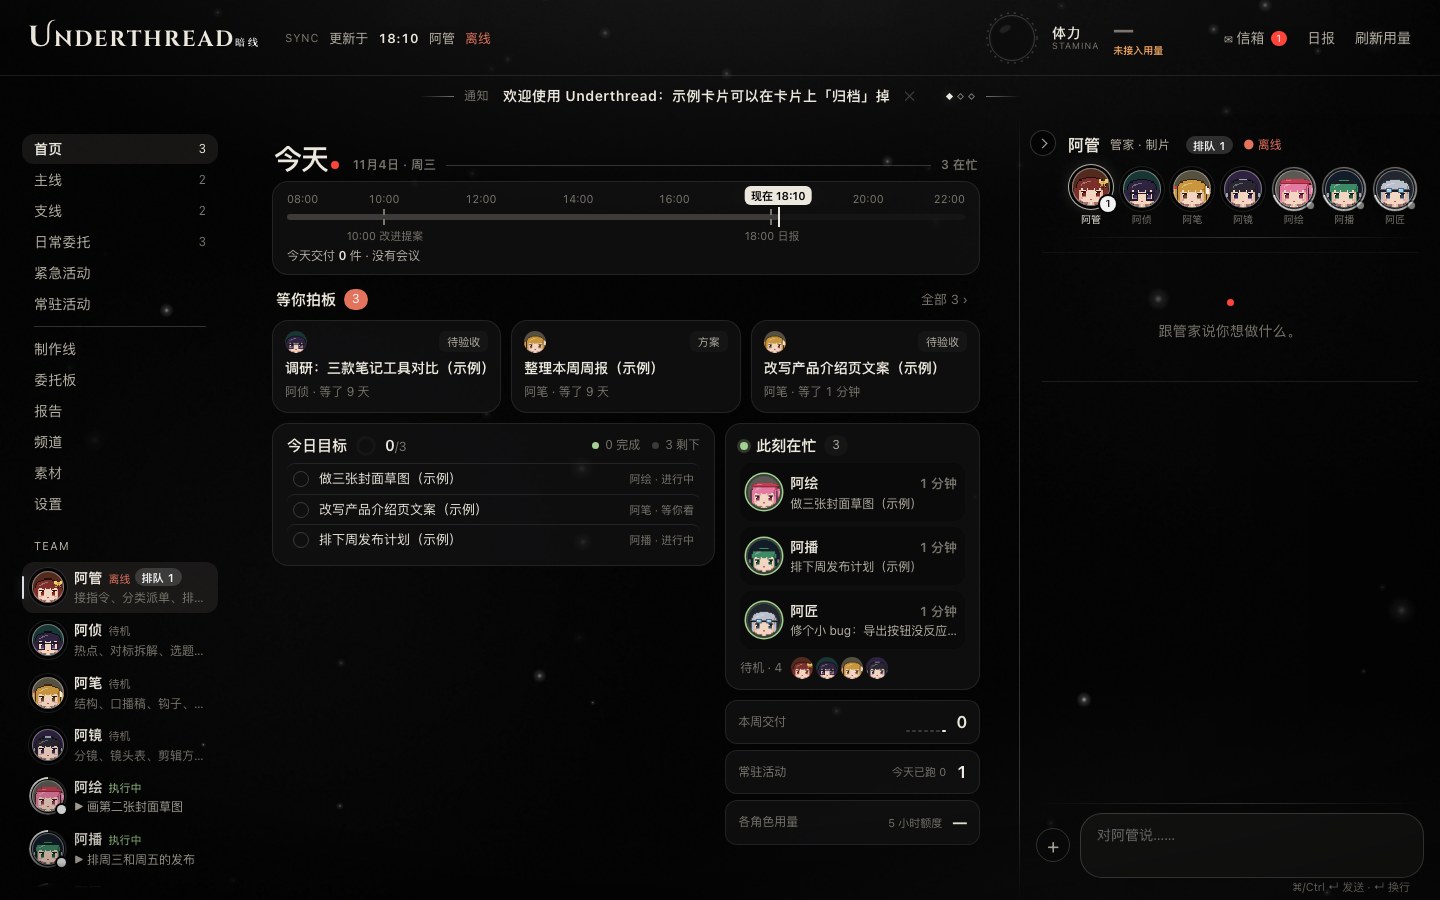 UNDERTHREAD暗线
SYNC 更新于 18:10 阿管 离线
体力
STAMINA
未接入用量
信箱 1 日报 刷新用量
通知 欢迎使用 Underthread：示例卡片可以在卡片上「归档」掉
首页 3
主线 2
支线 2
日常委托 3
紧急活动
常驻活动
制作线
委托板
报告
频道
素材
设置
TEAM
阿管 离线 排队 1
接指令、分类派单、排...
阿侦 待机
热点、对标拆解、选题...
阿笔 待机
结构、口播稿、钩子、...
阿镜 待机
分镜、镜头表、剪辑方...
阿绘 执行中
▶ 画第二张封面草图
阿播 执行中
▶ 排周三和周五的发布
今天 11月4日 · 周三 3 在忙
08:00 10:00 12:00 14:00 16:00 现在 18:10 20:00 22:00
10:00 改进提案 18:00 日报
今天交付 0 件 · 没有会议
等你拍板 3 全部 3 ›
待验收
调研：三款笔记工具对比（示例）
阿侦 · 等了 9 天
方案
整理本周周报（示例）
阿笔 · 等了 9 天
待验收
改写产品介绍页文案（示例）
阿笔 · 等了 1 分钟
今日目标 0/3 0 完成 3 剩下
做三张封面草图（示例） 阿绘 · 进行中
改写产品介绍页文案（示例） 阿笔 · 等你看
排下周发布计划（示例） 阿播 · 进行中
此刻在忙 3
阿绘 1 分钟
做三张封面草图（示例）
阿播 1 分钟
排下周发布计划（示例）
阿匠 1 分钟
修个小 bug：导出按钮没反应...
待机 · 4
本周交付 0
常驻活动 今天已跑 0 1
各角色用量 5 小时额度 —
阿管 管家 · 制片 排队 1 离线
1
阿管 阿侦 阿笔 阿镜 阿绘 阿播 阿匠
跟管家说你想做什么。
对阿管说……
⌘/Ctrl ↵ 发送 · ↵ 换行